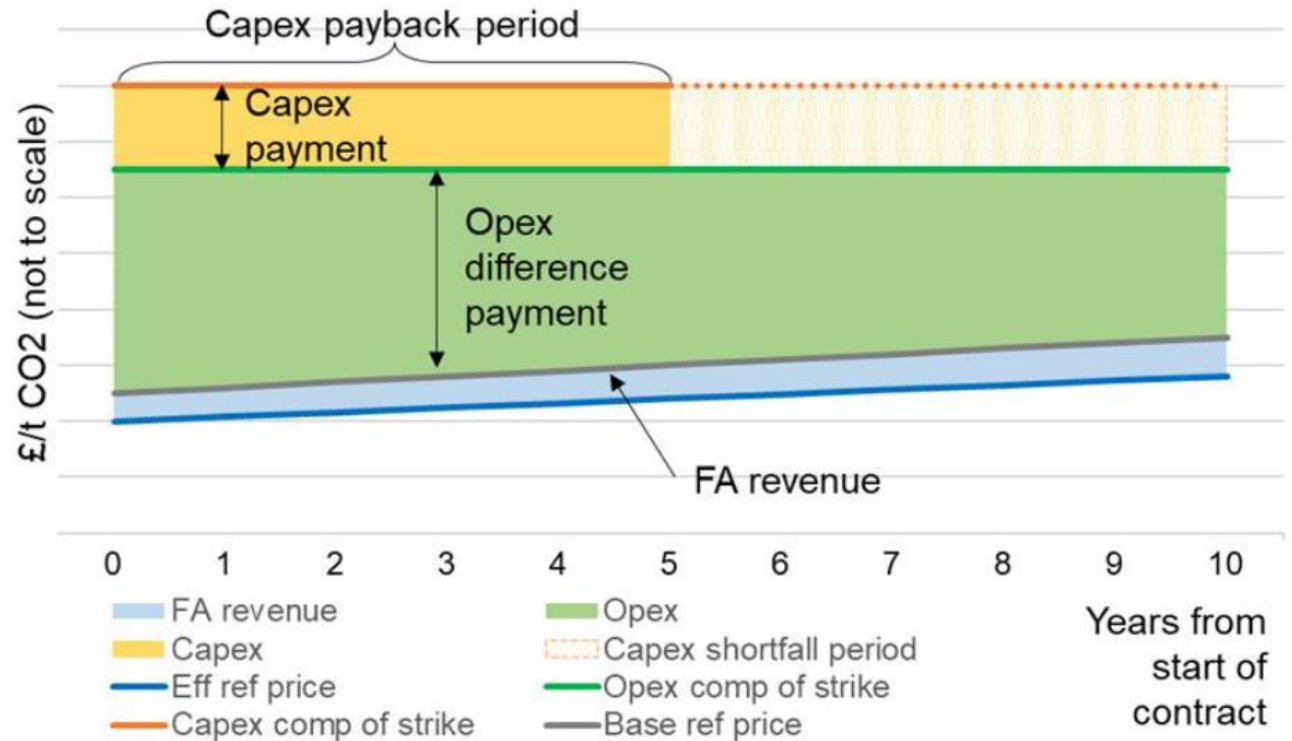 Capex payback period
Capex
payment
Opex
difference
payment
FA revenue
£/t CO2 (not to scale)
0 1 2 3 4 5 6 7 8 9 10
FA revenue Opex
Capex Capex shortfall period
Eff ref price Opex comp of strike
Capex comp of strike Base ref price
Years from
start of
contract